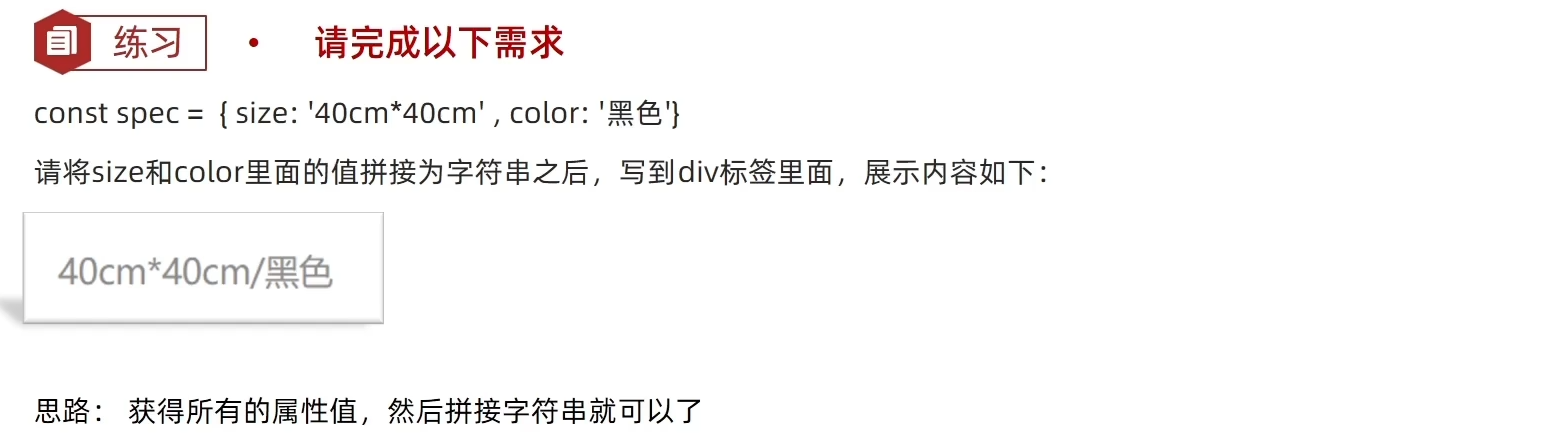 练习 • 请完成以下需求
const spec = { size: '40cm*40cm' , color: '黑色'}
请将size和color里面的值拼接为字符串之后，写到div标签里面，展示内容如下：
40cm*40cm/黑色
思路： 获得所有的属性值，然后拼接字符串就可以了